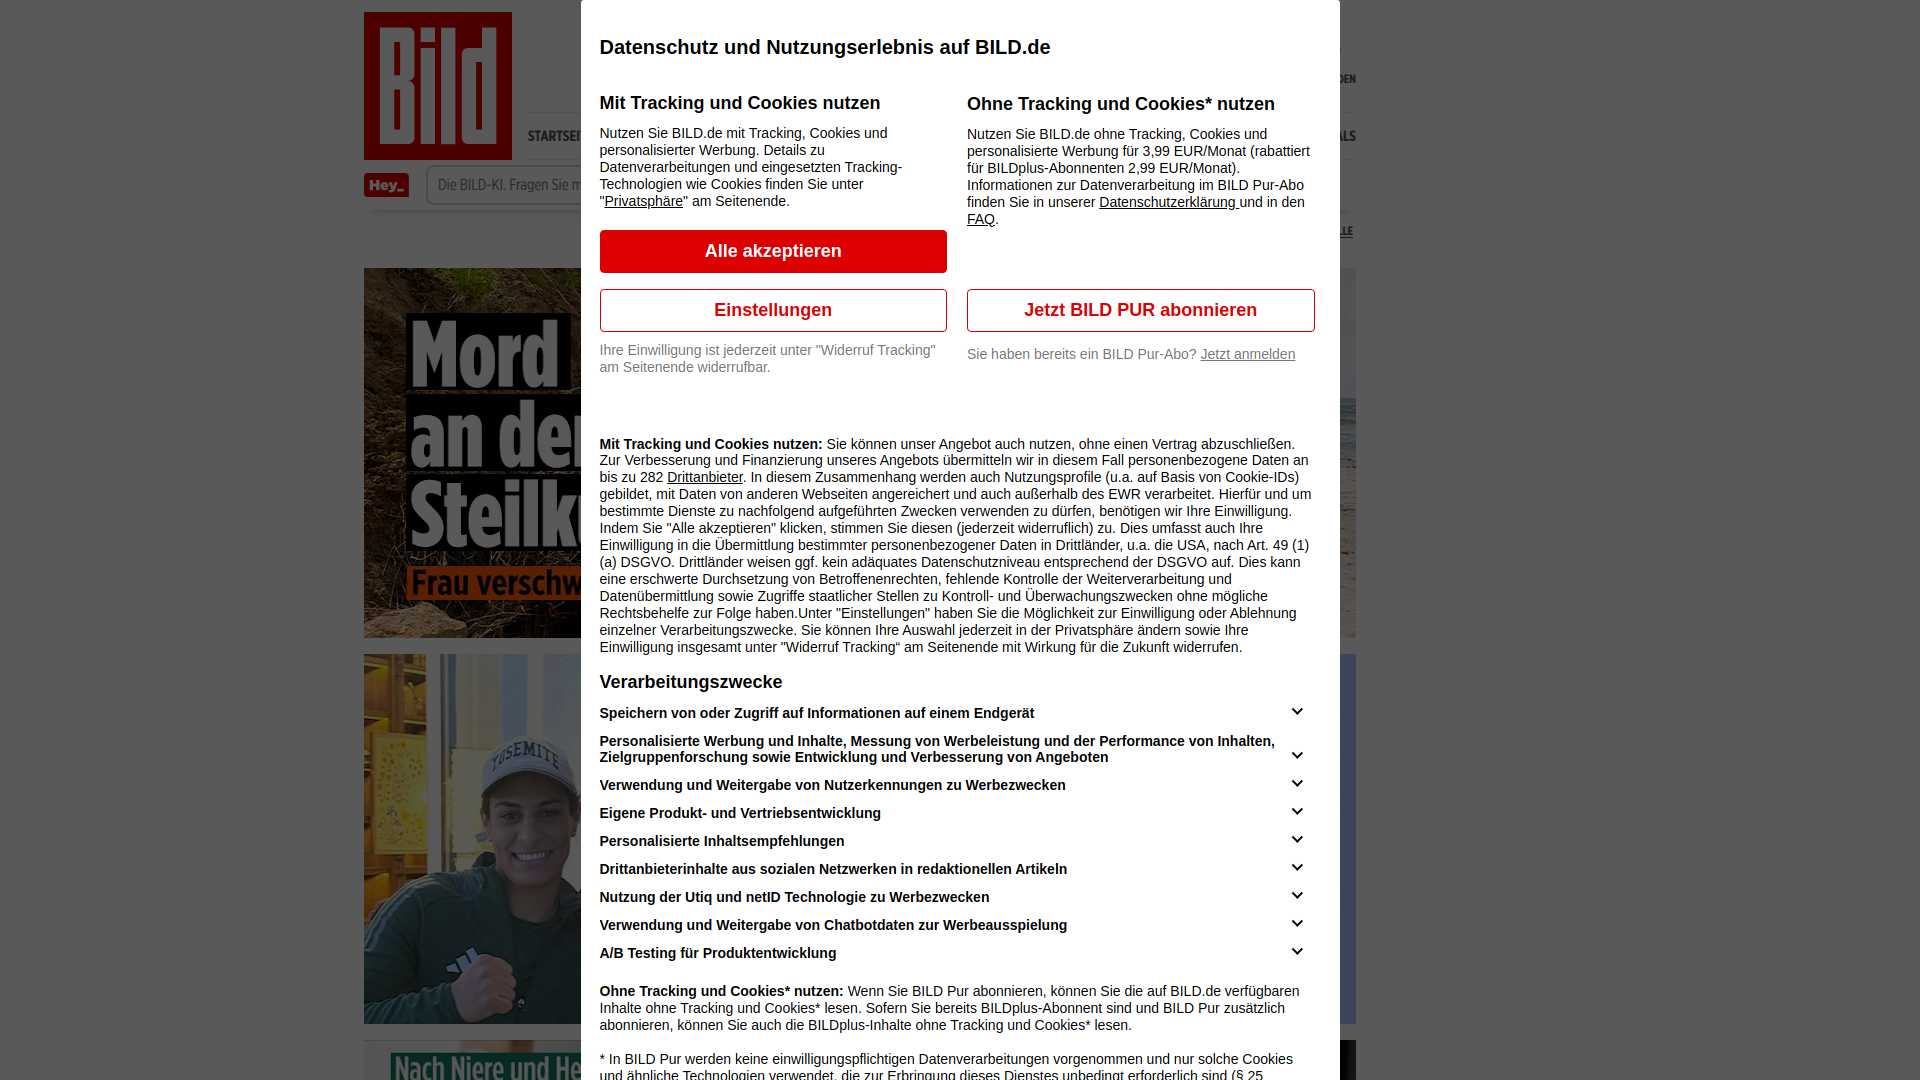 Bild
STARTSEI
DEN
ALS
Hey_
Die BILD-KI. Fragen Sie m
LLE
Mord
an der
Steilk
Frau verschw
YOSEMITE
Nach Niere und He
Datenschutz und Nutzungserlebnis auf BILD.de
Mit Tracking und Cookies nutzen
Nutzen Sie BILD.de mit Tracking, Cookies und
personalisierter Werbung. Details zu
Datenverarbeitungen und eingesetzten Tracking-
Technologien wie Cookies finden Sie unter
"Privatsphäre" am Seitenende.
Alle akzeptieren
Einstellungen
Ihre Einwilligung ist jederzeit unter "Widerruf Tracking"
am Seitenende widerrufbar.
Ohne Tracking und Cookies* nutzen
Nutzen Sie BILD.de ohne Tracking, Cookies und
personalisierte Werbung für 3,99 EUR/Monat (rabattiert
für BILDplus-Abonnenten 2,99 EUR/Monat).
Informationen zur Datenverarbeitung im BILD Pur-Abo
finden Sie in unserer Datenschutzerklärung und in den
FAQ.
Jetzt BILD PUR abonnieren
Sie haben bereits ein BILD Pur-Abo? Jetzt anmelden
Mit Tracking und Cookies nutzen: Sie können unser Angebot auch nutzen, ohne einen Vertrag abzuschließen.
Zur Verbesserung und Finanzierung unseres Angebots übermitteln wir in diesem Fall personenbezogene Daten an
bis zu 282 Drittanbieter. In diesem Zusammenhang werden auch Nutzungsprofile (u.a. auf Basis von Cookie-IDs)
gebildet, mit Daten von anderen Webseiten angereichert und auch außerhalb des EWR verarbeitet. Hierfür und um
bestimmte Dienste zu nachfolgend aufgeführten Zwecken verwenden zu dürfen, benötigen wir Ihre Einwilligung.
Indem Sie "Alle akzeptieren" klicken, stimmen Sie diesen (jederzeit widerruflich) zu. Dies umfasst auch Ihre
Einwilligung in die Übermittlung bestimmter personenbezogener Daten in Drittländer, u.a. die USA, nach Art. 49 (1)
(a) DSGVO. Drittländer weisen ggf. kein adäquates Datenschutzniveau entsprechend der DSGVO auf. Dies kann
eine erschwerte Durchsetzung von Betroffenenrechten, fehlende Kontrolle der Weiterverarbeitung und
Datenübermittlung sowie Zugriffe staatlicher Stellen zu Kontroll- und Überwachungszwecken ohne mögliche
Rechtsbehelfe zur Folge haben.Unter "Einstellungen" haben Sie die Möglichkeit zur Einwilligung oder Ablehnung
einzelner Verarbeitungszwecke. Sie können Ihre Auswahl jederzeit in der Privatsphäre ändern sowie Ihre
Einwilligung insgesamt unter "Widerruf Tracking“ am Seitenende mit Wirkung für die Zukunft widerrufen.
Verarbeitungszwecke
Speichern von oder Zugriff auf Informationen auf einem Endgerät
Personalisierte Werbung und Inhalte, Messung von Werbeleistung und der Performance von Inhalten,
Zielgruppenforschung sowie Entwicklung und Verbesserung von Angeboten
Verwendung und Weitergabe von Nutzerkennungen zu Werbezwecken
Eigene Produkt- und Vertriebsentwicklung
Personalisierte Inhaltsempfehlungen
Drittanbieterinhalte aus sozialen Netzwerken in redaktionellen Artikeln
Nutzung der Utiq und netID Technologie zu Werbezwecken
Verwendung und Weitergabe von Chatbotdaten zur Werbeausspielung
A/B Testing für Produktentwicklung
Ohne Tracking und Cookies* nutzen: Wenn Sie BILD Pur abonnieren, können Sie die auf BILD.de verfügbaren
Inhalte ohne Tracking und Cookies* lesen. Sofern Sie bereits BILDplus-Abonnent sind und BILD Pur zusätzlich
abonnieren, können Sie auch die BILDplus-Inhalte ohne Tracking und Cookies* lesen.
* In BILD Pur werden keine einwilligungspflichtigen Datenverarbeitungen vorgenommen und nur solche Cookies
und ähnliche Technologien verwendet, die zur Erbringung dieses Dienstes unbedingt erforderlich sind (§ 25